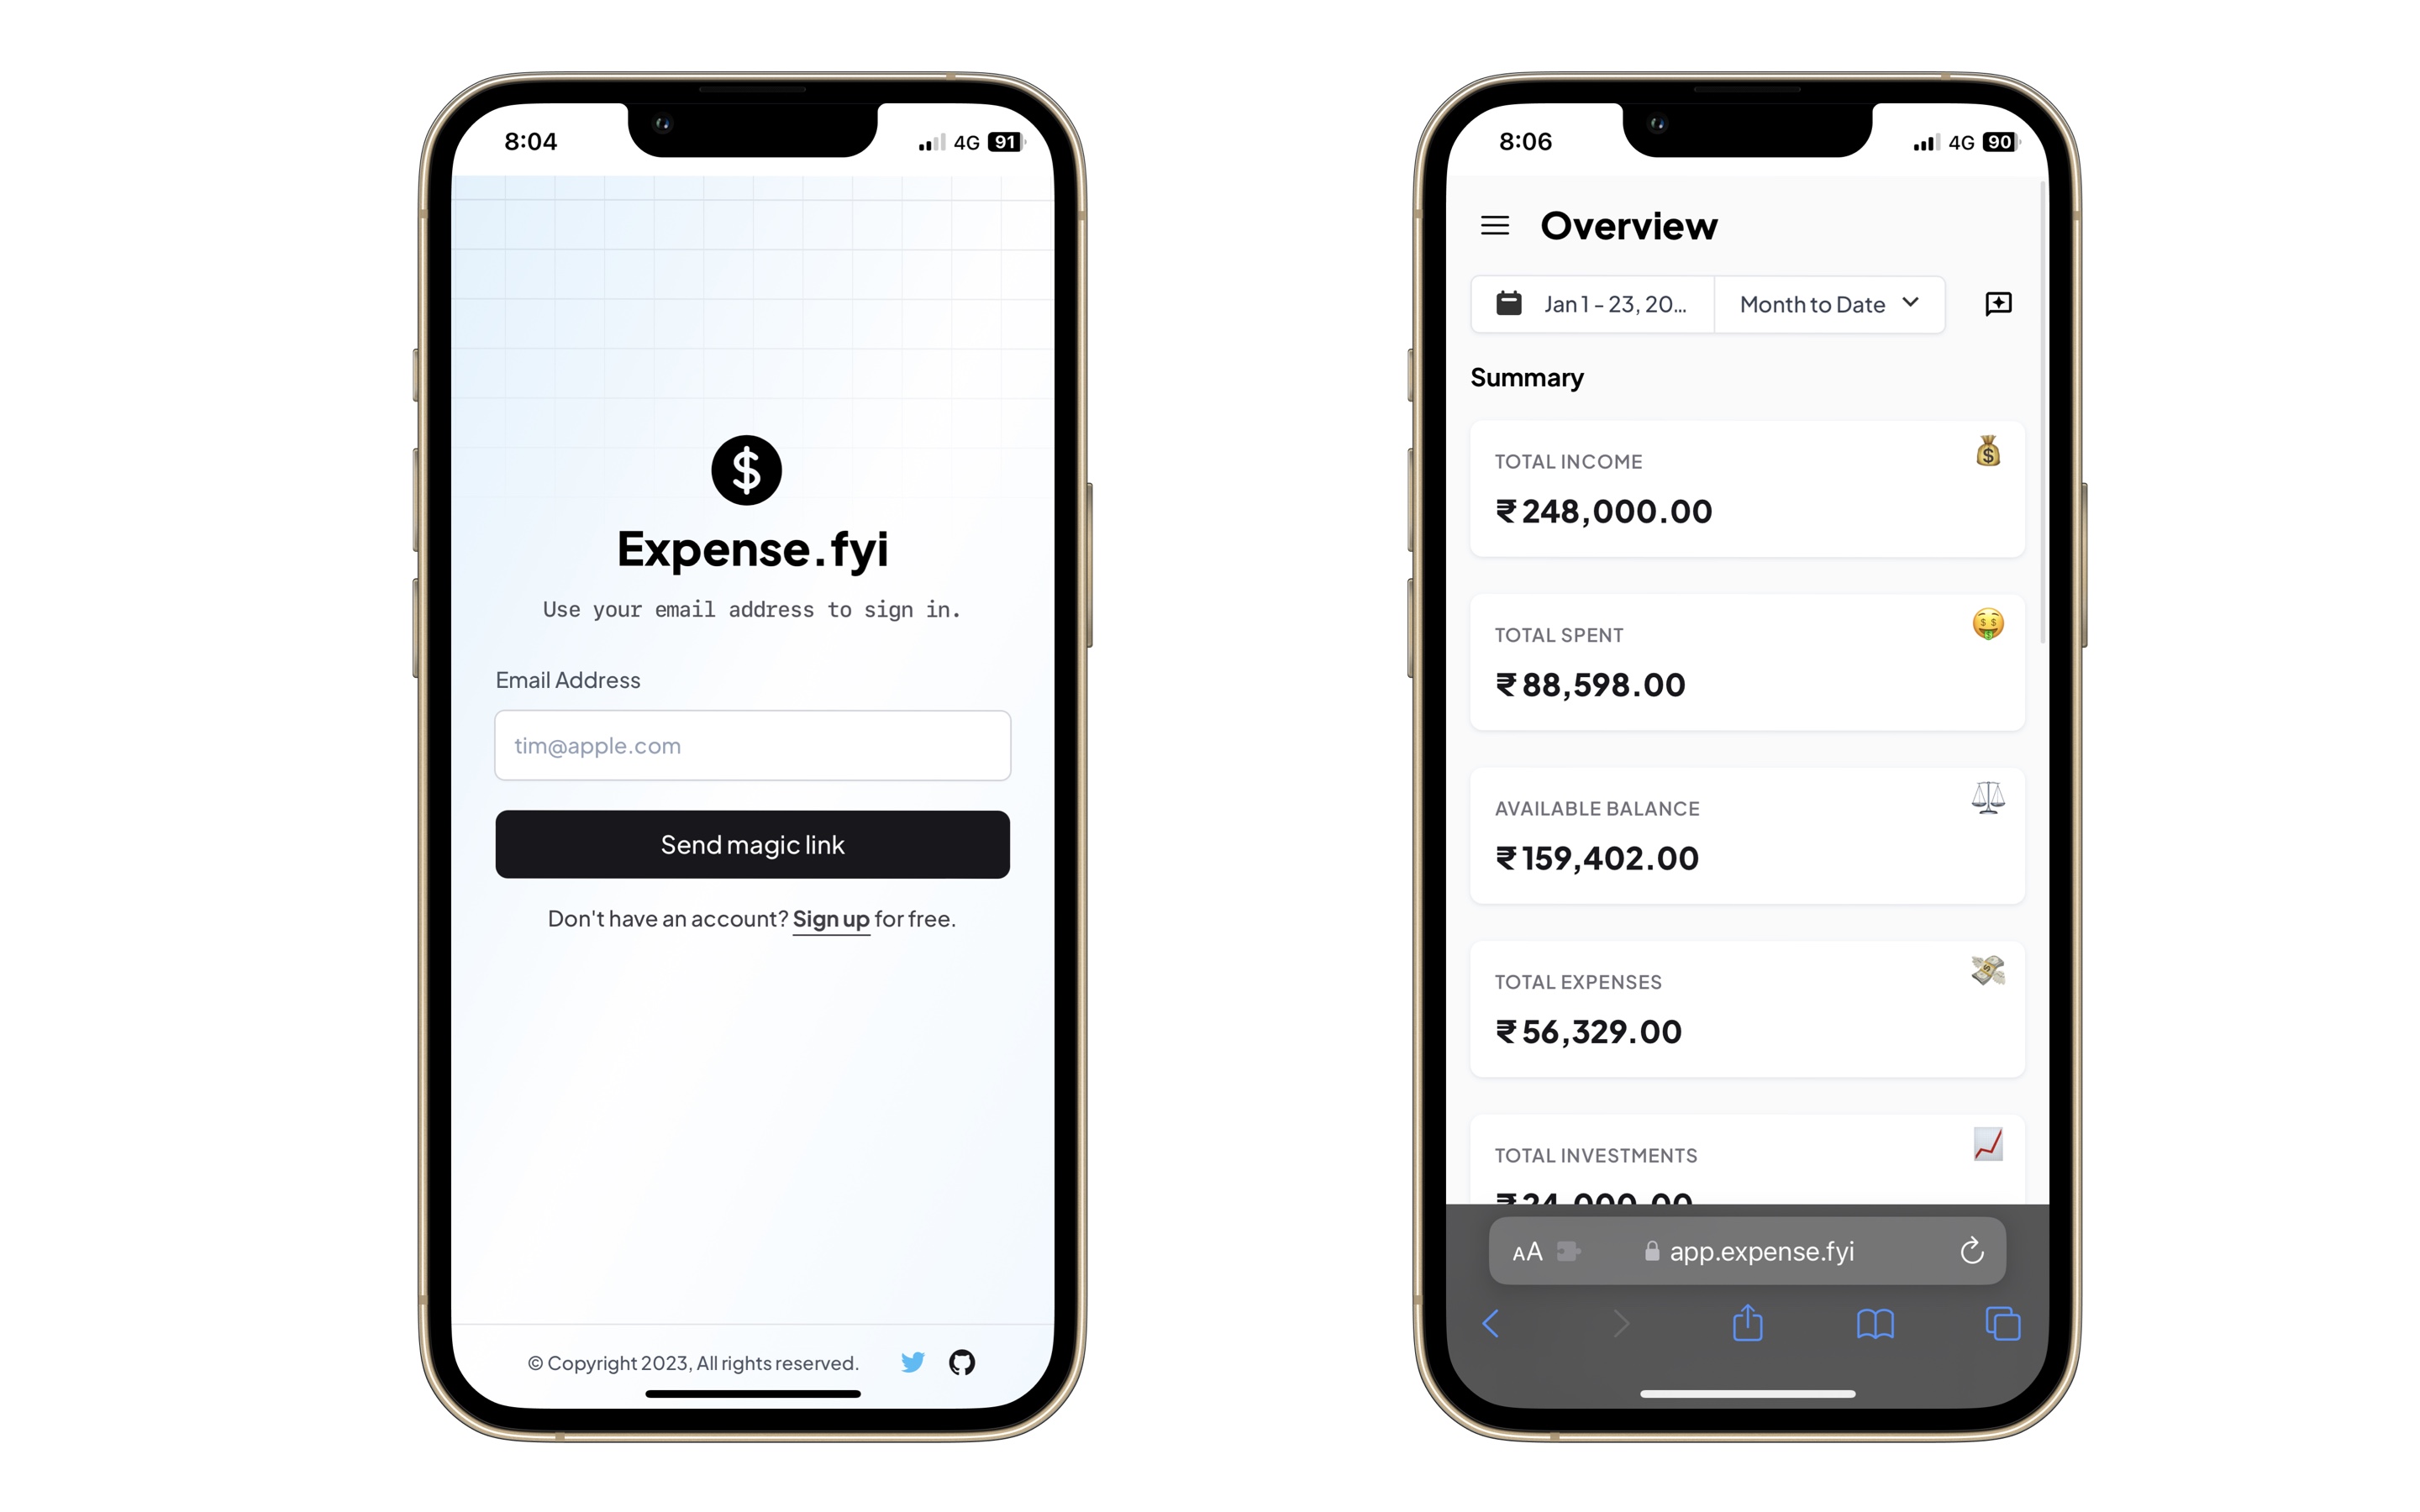 8:04
4G 91
$
Expense.fyi
Use your email address to sign in.
Email Address
tim@apple.com
Send magic link
Don't have an account? Sign up for free.
© Copyright 2023, All rights reserved.
8:06
4G 90
Overview
Jan 1 - 23, 20...
Month to Date
Summary
TOTAL INCOME
₹248,000.00
TOTAL SPENT
₹88,598.00
AVAILABLE BALANCE
₹159,402.00
TOTAL EXPENSES
₹56,329.00
TOTAL INVESTMENTS
AA
app.expense.fyi